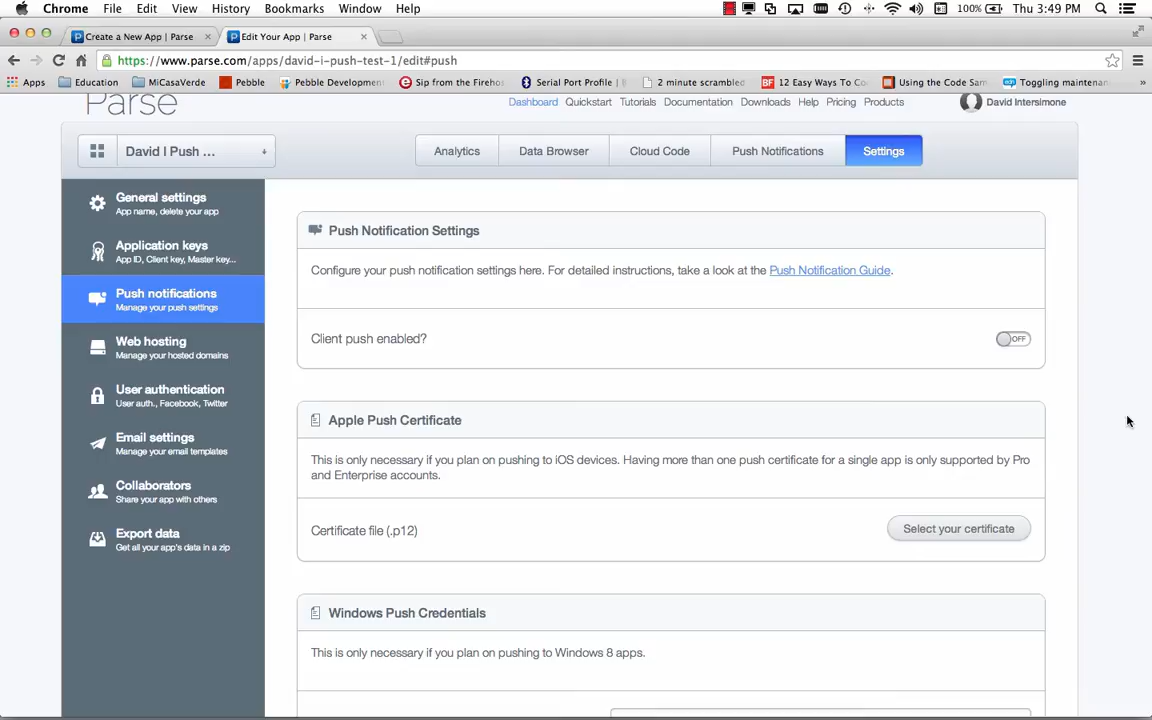 Chrome File Edit View History Bookmarks Window Help 100% Thu 3:49 PM
Create a New App | Parse Edit Your App | Parse
https://www.parse.com/apps/david-i-push-test-1/edit#push
Apps Education MiCasaVerde Pebble Pebble Developmen Sip from the Firehos Serial Port Profile | 2 minute scrambled 12 Easy Ways To Co Using the Code Sam Toggling maintenan »
Parse Dashboard Quickstart Tutorials Documentation Downloads Help Pricing Products David Intersimone
David I Push ... Analytics Data Browser Cloud Code Push Notifications Settings
General settings
App name, delete your app
Application keys
App ID, Client key, Master key...
Push notifications
Manage your push settings
Web hosting
Manage your hosted domains
User authentication
User auth., Facebook, Twitter
Email settings
Manage your email templates
Collaborators
Share your app with others
Export data
Get all your app's data in a zip
Push Notification Settings
Configure your push notification settings here. For detailed instructions, take a look at the Push Notification Guide.
Client push enabled? OFF
Apple Push Certificate
This is only necessary if you plan on pushing to iOS devices. Having more than one push certificate for a single app is only supported by Pro
and Enterprise accounts.
Certificate file (.p12) Select your certificate
Windows Push Credentials
This is only necessary if you plan on pushing to Windows 8 apps.